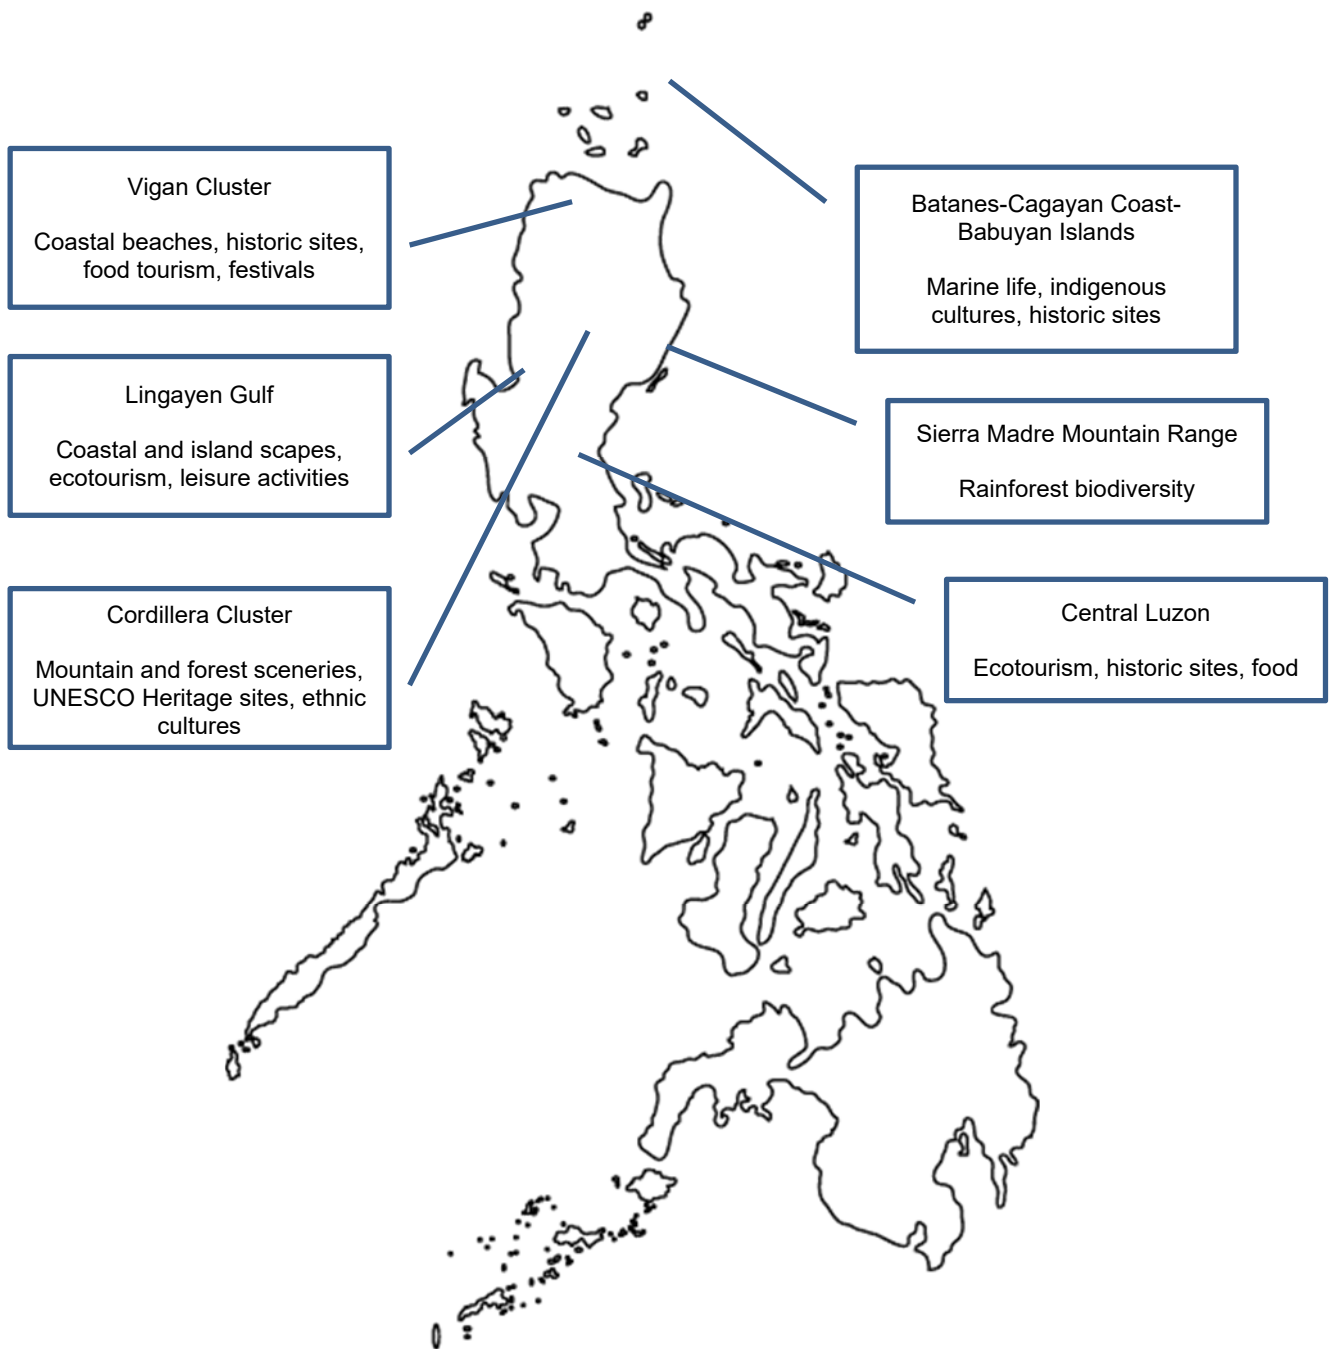 Vigan Cluster
Coastal beaches, historic sites,
food tourism, festivals
Lingayen Gulf
Coastal and island scapes,
ecotourism, leisure activities
Cordillera Cluster
Mountain and forest sceneries,
UNESCO Heritage sites, ethnic
cultures
Batanes-Cagayan Coast-
Babuyan Islands
Marine life, indigenous
cultures, historic sites
Sierra Madre Mountain Range
Rainforest biodiversity
Central Luzon
Ecotourism, historic sites, food